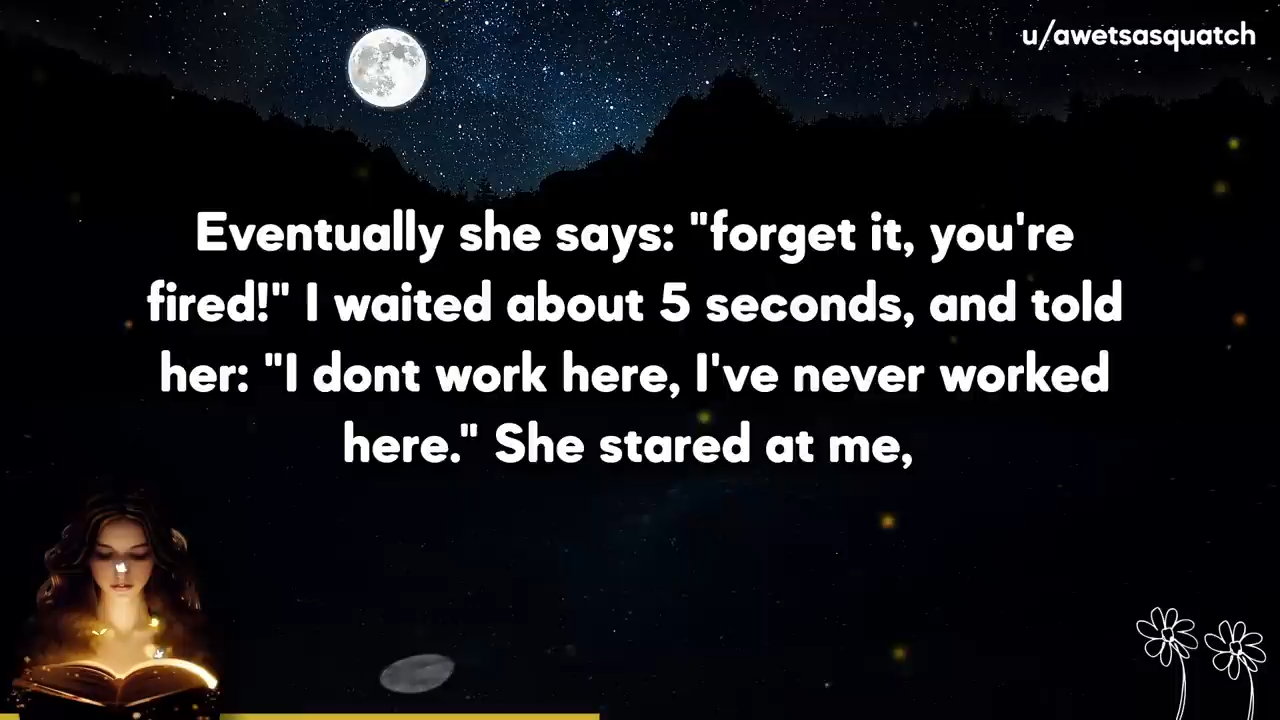 u/awetsasquatch
Eventually she says: "forget it, you're
fired!" I waited about 5 seconds, and told
her: "I dont work here, I've never worked
here." She stared at me,